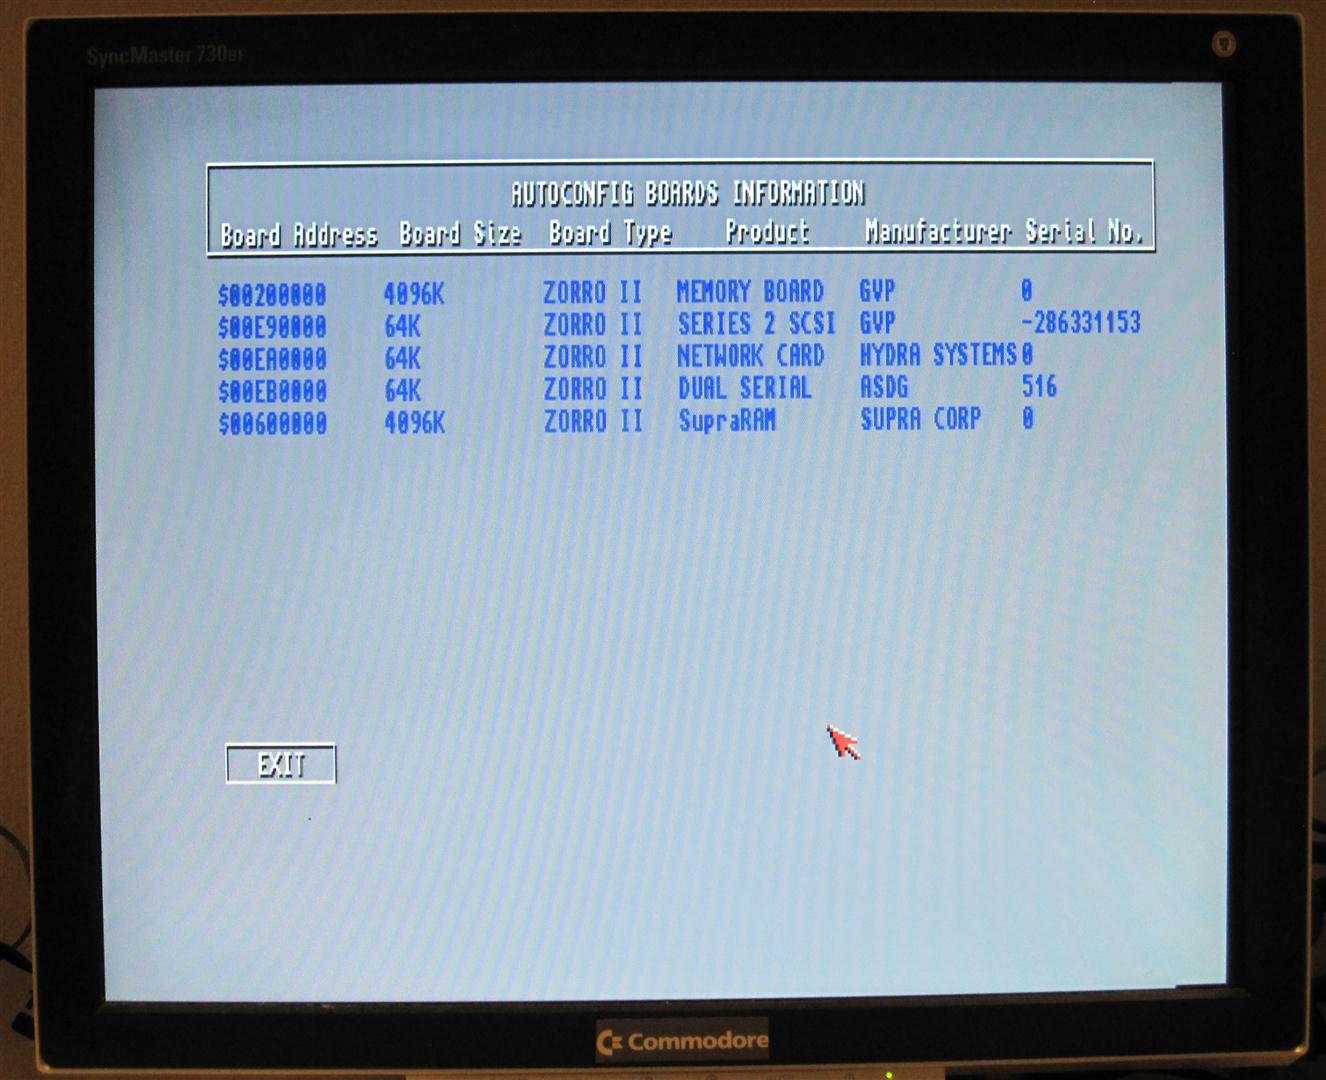 SyncMaster 730BF
AUTOCONFIG BOARDS INFORMATION
Board Address Board Size Board Type Product Manufacturer Serial No.
$00200000 4096K ZORRO II MEMORY BOARD GVP 0
$00E90000 64K ZORRO II SERIES 2 SCSI GVP -286331153
$00EA0000 64K ZORRO II NETWORK CARD HYDRA SYSTEMS 0
$00EB0000 64K ZORRO II DUAL SERIAL ASDG 516
$00600000 4096K ZORRO II SupraRAM SUPRA CORP 0
EXIT
Commodore